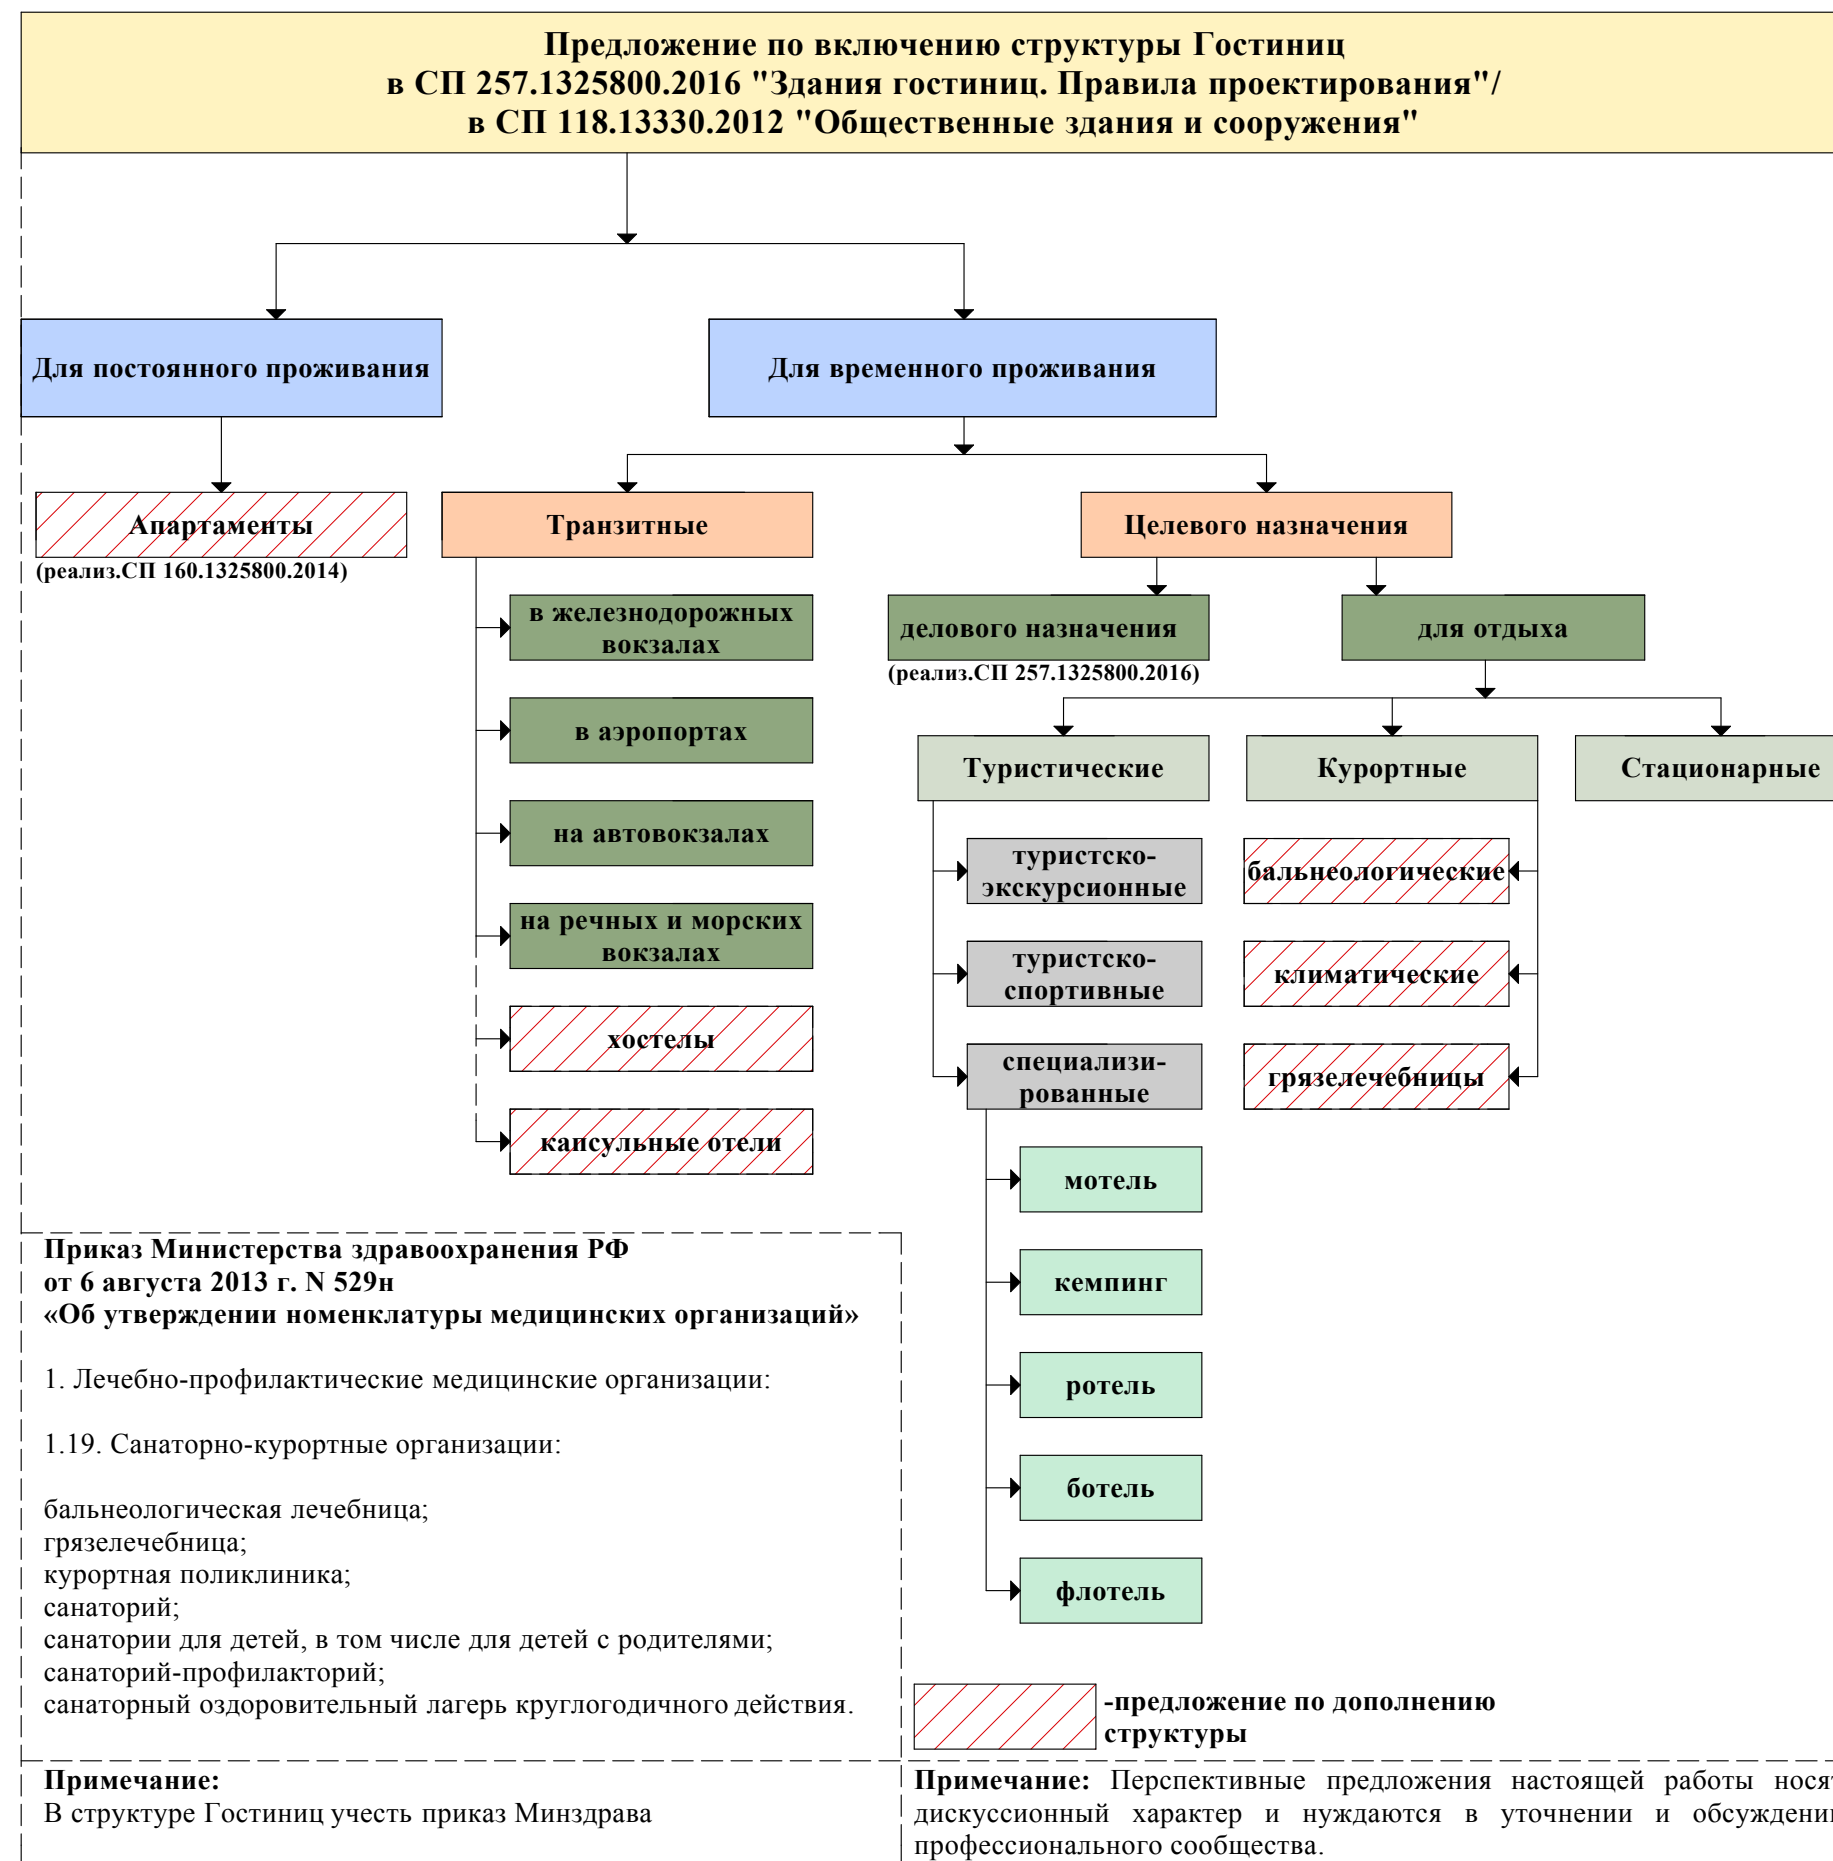 Предложение по включению структуры Гостиниц
в СП 257.1325800.2016 "Здания гостиниц. Правила проектирования"/
в СП 118.13330.2012 "Общественные здания и сооружения"
Для постоянного проживания
Для временного проживания
Апартаменты
(реализ.СП 160.1325800.2014)
Транзитные
Целевого назначения
в железнодорожных
вокзалах
в аэропортах
на автовокзалах
на речных и морских
вокзалах
хостелы
капсульные отели
делового назначения
(реализ.СП 257.1325800.2016)
для отдыха
Туристические
Курортные
Стационарные
туристско-
экскурсионные
туристско-
спортивные
специализи-
рованные
бальнеологические
климатические
грязелечебницы
мотель
кемпинг
ротель
ботель
флотель
Приказ Министерства здравоохранения РФ
от 6 августа 2013 г. N 529н
«Об утверждении номенклатуры медицинских организаций»
1. Лечебно-профилактические медицинские организации:
1.19. Санаторно-курортные организации:
бальнеологическая лечебница;
грязелечебница;
курортная поликлиника;
санаторий;
санатории для детей, в том числе для детей с родителями;
санаторий-профилакторий;
санаторный оздоровительный лагерь круглогодичного действия.
-предложение по дополнению
структуры
Примечание:
В структуре Гостиниц учесть приказ Минздрава
Примечание: Перспективные предложения настоящей работы носят
дискуссионный характер и нуждаются в уточнении и обсуждении
профессионального сообщества.